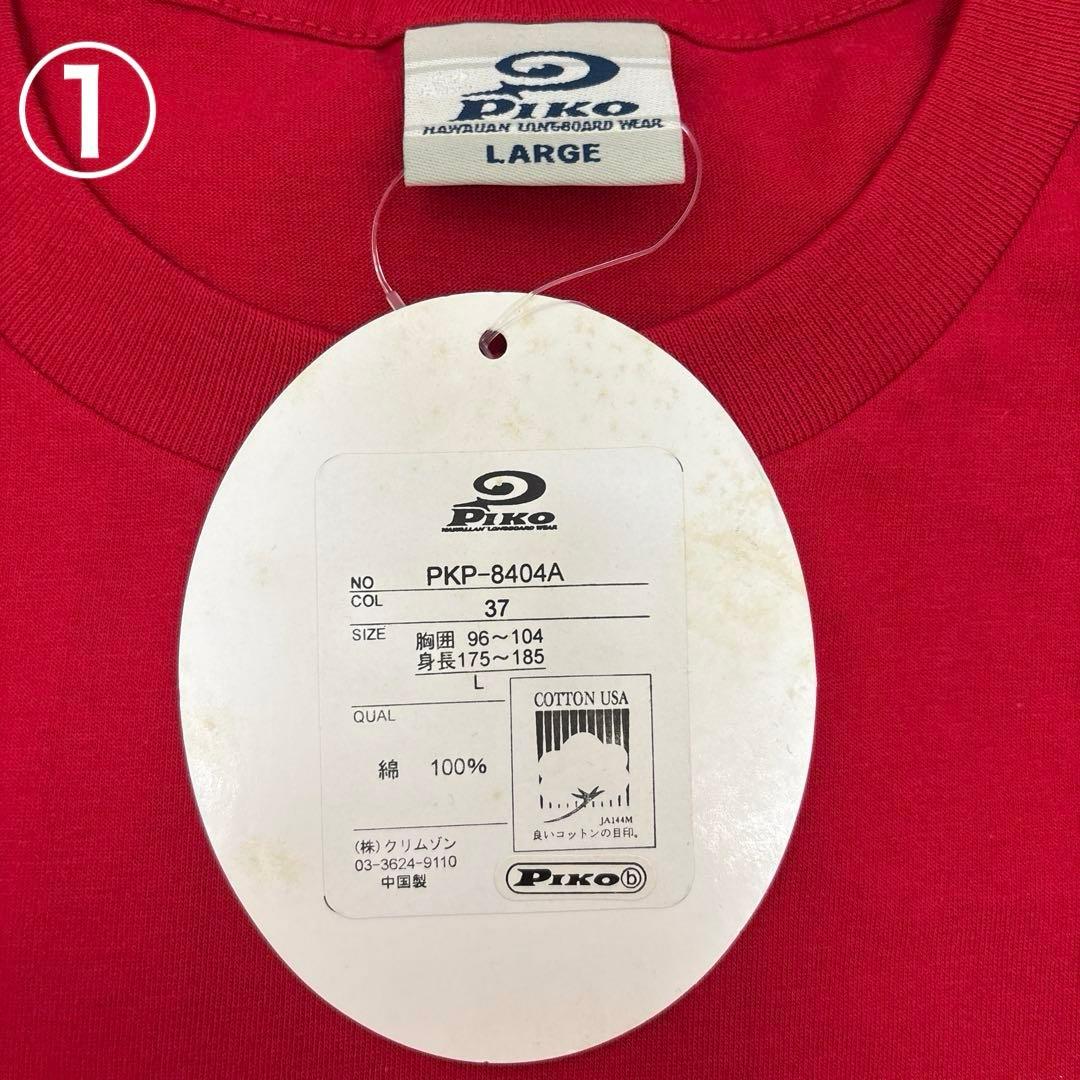 ①
PIKO
HAWAIIAN LONGBOARD WEAR
LARGE
PIKO
HAWAIIAN LONGBOARD WEAR
NO PKP-8404A
COL 37
SIZE 胸囲 96〜104
身長175〜185
L
QUAL
綿 100%
COTTON USA
JA144M
良いコットンの目印。
(株)クリムゾン
03-3624-9110
中国製
PIKO b